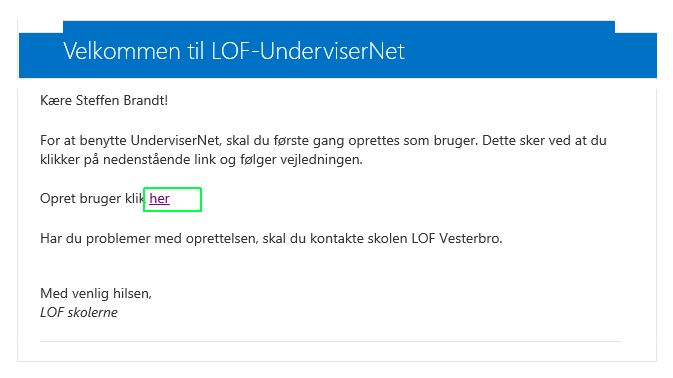 Velkommen til LOF-UnderviserNet
Kære Steffen Brandt!
For at benytte UnderviserNet, skal du første gang oprettes som bruger. Dette sker ved at du
klikker på nedenstående link og følger vejledningen.
Opret bruger klik her
Har du problemer med oprettelsen, skal du kontakte skolen LOF Vesterbro.
Med venlig hilsen,
LOF skolerne